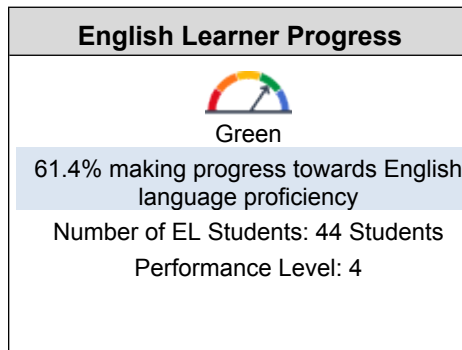 English Learner Progress
Green
61.4% making progress towards English
language proficiency
Number of EL Students: 44 Students
Performance Level: 4